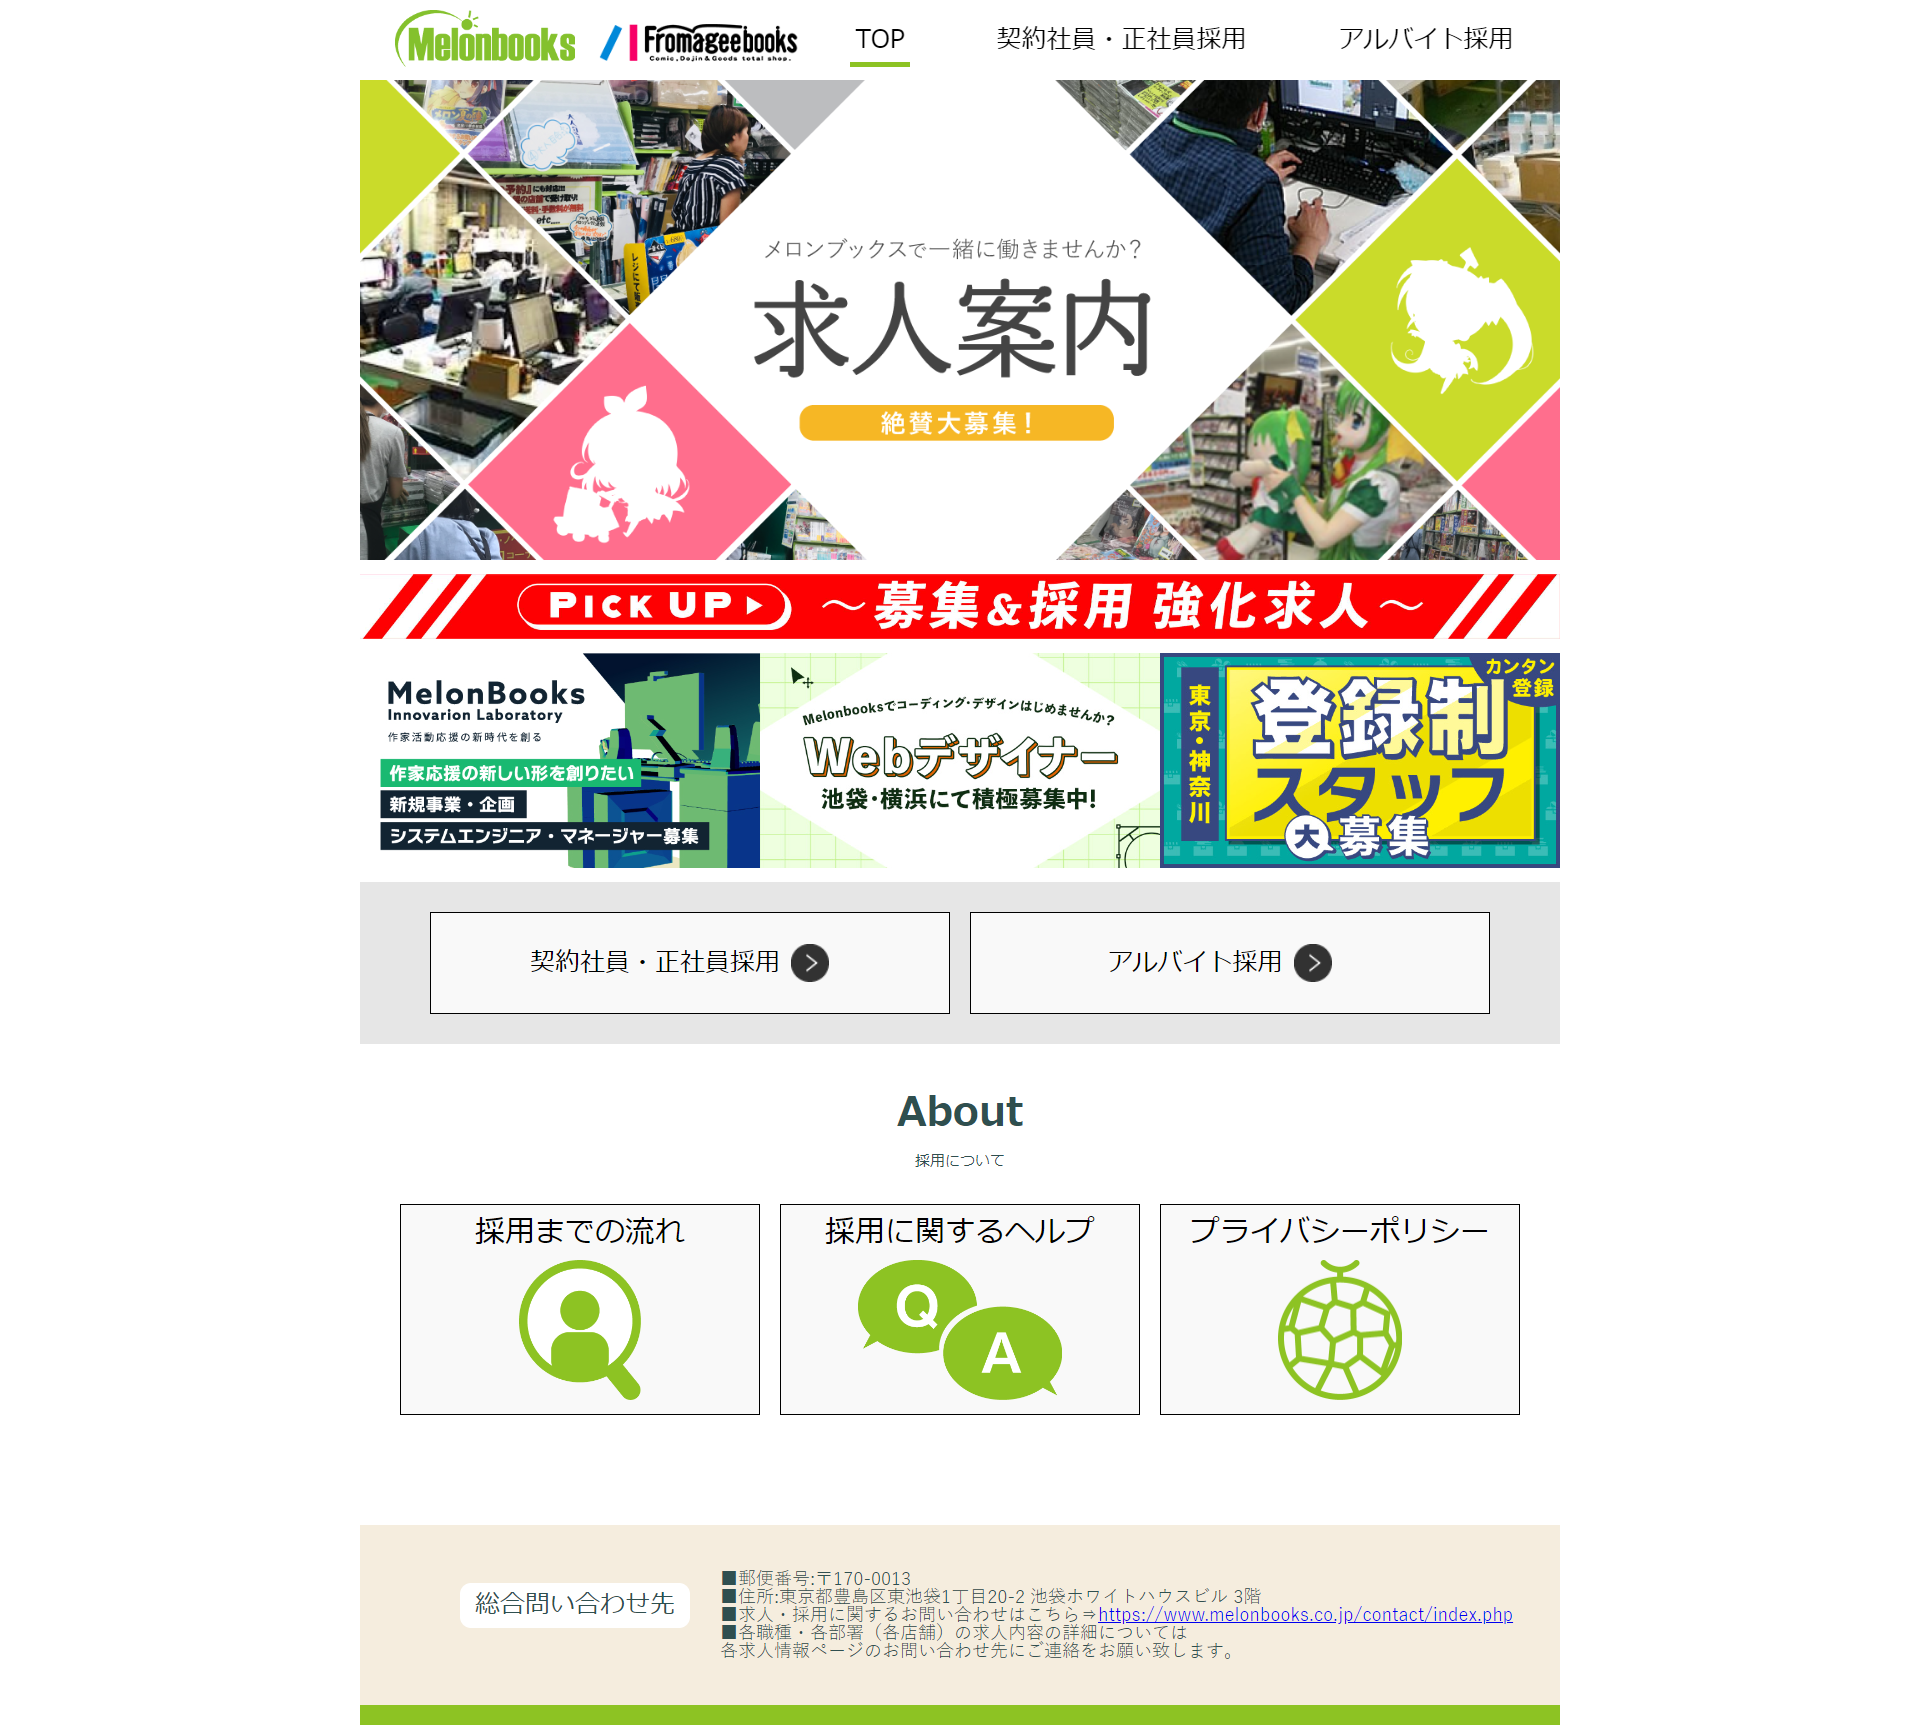 Melonbooks
Fromageebooks
Comic, Dojin & Goods total shop.
TOP
契約社員・正社員採用
アルバイト採用
メロンブックスで一緒に働きませんか？
求人案内
絶賛大募集！
PICK UP
～募集&採用 強化求人～
MelonBooks
Innovarion Laboratory
作家活動応援の新時代を創る
作家応援の新しい形を創りたい
新規事業・企画
システムエンジニア・マネージャー募集
Melonbooksでコーディング・デザインはじめませんか？
Webデザイナー
池袋・横浜にて積極募集中!
カンタン
登録
東京・神奈川
登録制
スタッフ
大募集
契約社員・正社員採用
アルバイト採用
About
採用について
採用までの流れ
採用に関するヘルプ
Q
A
プライバシーポリシー
総合問い合わせ先
■郵便番号:〒170-0013
■住所:東京都豊島区東池袋1丁目20-2 池袋ホワイトハウスビル 3階
■求人・採用に関するお問い合わせはこちら⇒https://www.melonbooks.co.jp/contact/index.php
■各職種・各部署（各店舗）の求人内容の詳細については
各求人情報ページのお問い合わせ先にご連絡をお願い致します。